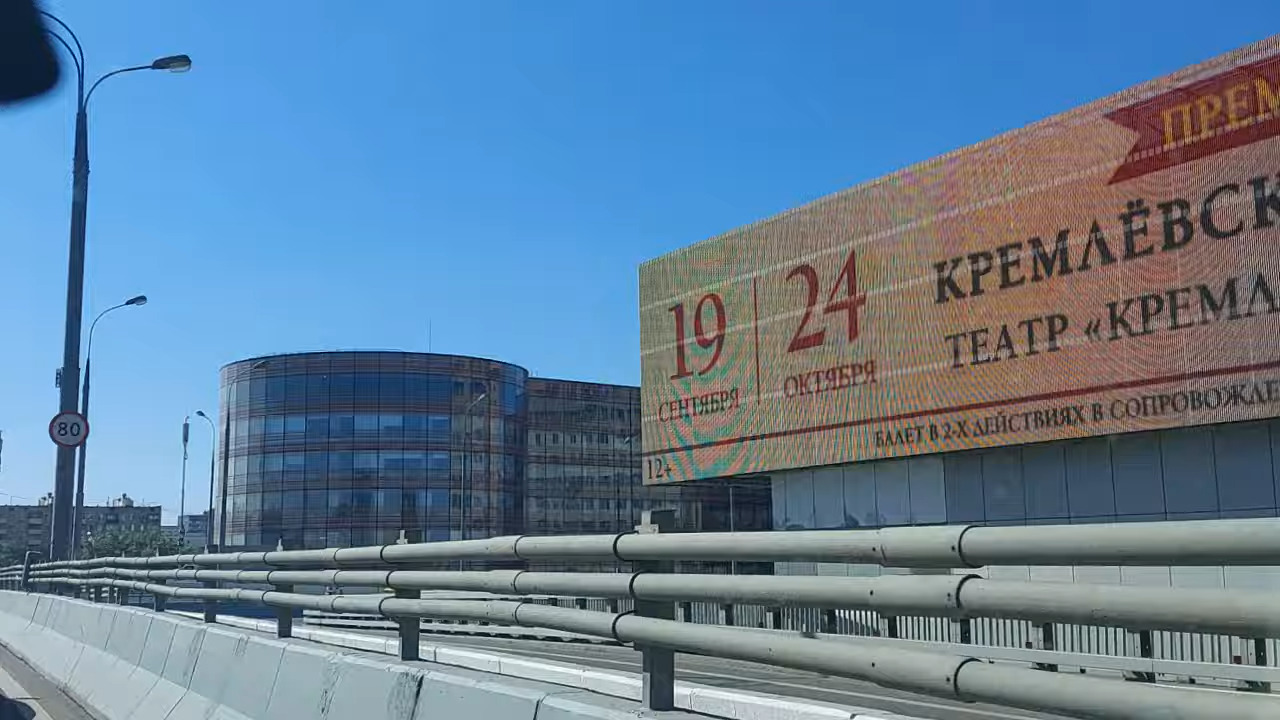 80
ПРЕМ
19
СЕНТЯБРЯ
24
ОКТЯБРЯ
КРЕМЛЁВСК
ТЕАТР «КРЕМЛ
БАЛЕТ В 2-Х ДЕЙСТВИЯХ В СОПРОВОЖДЕ
12+